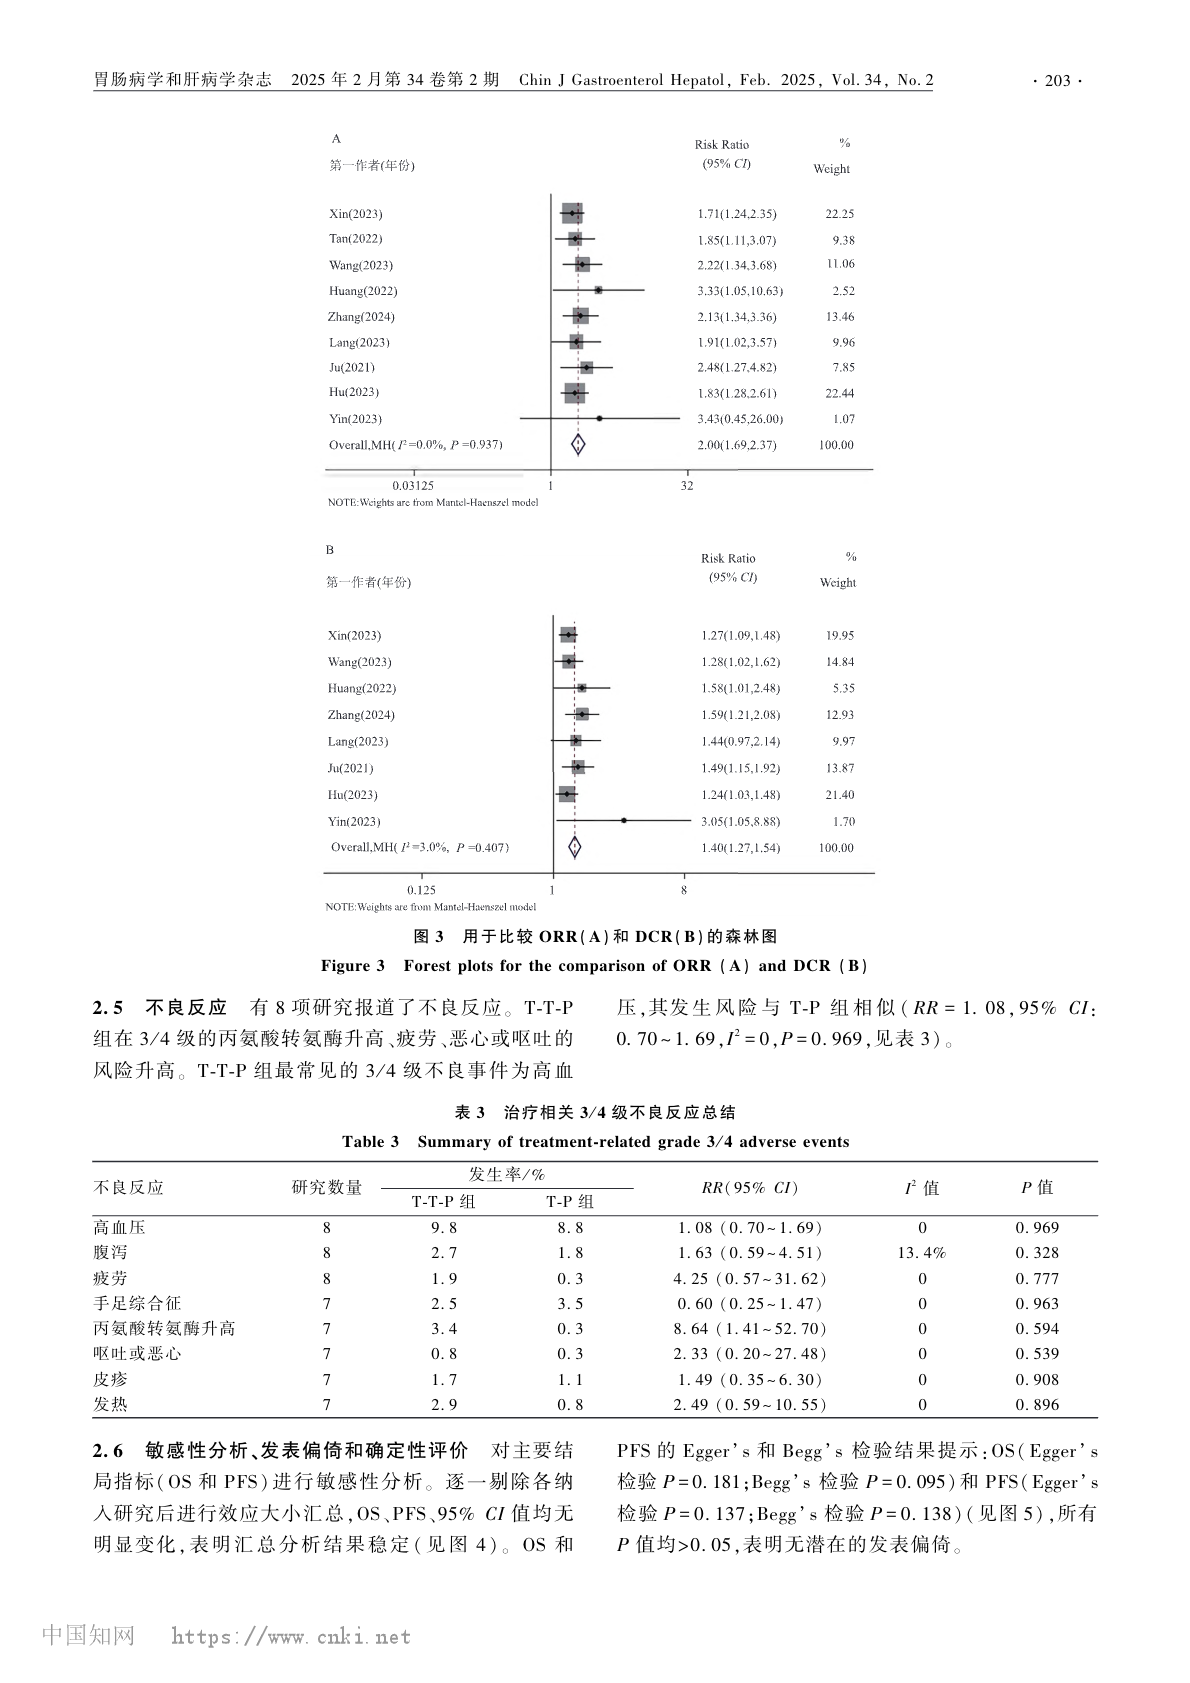 胃肠病学和肝病学杂志 2025 年 2 月第 34 卷第 2 期 Chin J Gastroenterol Hepatol, Feb. 2025, Vol. 34, No. 2 · 203 ·
A
Risk Ratio %
第一作者(年份) (95% CI) Weight
Xin(2023) 1.71(1.24,2.35) 22.25
Tan(2022) 1.85(1.11,3.07) 9.38
Wang(2023) 2.22(1.34,3.68) 11.06
Huang(2022) 3.33(1.05,10.63) 2.52
Zhang(2024) 2.13(1.34,3.36) 13.46
Lang(2023) 1.91(1.02,3.57) 9.96
Ju(2021) 2.48(1.27,4.82) 7.85
Hu(2023) 1.83(1.28,2.61) 22.44
Yin(2023) 3.43(0.45,26.00) 1.07
Overall,MH( I²=0.0%, P =0.937) 2.00(1.69,2.37) 100.00
0.03125 1 32
NOTE:Weights are from Mantel-Haenszel model
B
Risk Ratio %
第一作者(年份) (95% CI) Weight
Xin(2023) 1.27(1.09,1.48) 19.95
Wang(2023) 1.28(1.02,1.62) 14.84
Huang(2022) 1.58(1.01,2.48) 5.35
Zhang(2024) 1.59(1.21,2.08) 12.93
Lang(2023) 1.44(0.97,2.14) 9.97
Ju(2021) 1.49(1.15,1.92) 13.87
Hu(2023) 1.24(1.03,1.48) 21.40
Yin(2023) 3.05(1.05,8.88) 1.70
Overall,MH( I²=3.0%, P =0.407) 1.40(1.27,1.54) 100.00
0.125 1 8
NOTE:Weights are from Mantel-Haenszel model
图 3 用于比较 ORR(A)和 DCR(B)的森林图
Figure 3 Forest plots for the comparison of ORR (A) and DCR (B)
2.5 不良反应 有 8 项研究报道了不良反应。T-T-P
组在 3/4 级的丙氨酸转氨酶升高、疲劳、恶心或呕吐的
风险升高。T-T-P 组最常见的 3/4 级不良事件为高血
压,其发生风险与 T-P 组相似(RR = 1. 08,95% CI:
0. 70~1. 69,I²=0,P=0. 969,见表 3)。
表 3 治疗相关 3/4 级不良反应总结
Table 3 Summary of treatment-related grade 3/4 adverse events
不良反应 研究数量 发生率/% RR(95% CI) I² 值 P 值
T-T-P 组 T-P 组
高血压 8 9. 8 8. 8 1. 08 (0. 70~1. 69) 0 0. 969
腹泻 8 2. 7 1. 8 1. 63 (0. 59~4. 51) 13. 4% 0. 328
疲劳 8 1. 9 0. 3 4. 25 (0. 57~31. 62) 0 0. 777
手足综合征 7 2. 5 3. 5 0. 60 (0. 25~1. 47) 0 0. 963
丙氨酸转氨酶升高 7 3. 4 0. 3 8. 64 (1. 41~52. 70) 0 0. 594
呕吐或恶心 7 0. 8 0. 3 2. 33 (0. 20~27. 48) 0 0. 539
皮疹 7 1. 7 1. 1 1. 49 (0. 35~6. 30) 0 0. 908
发热 7 2. 9 0. 8 2. 49 (0. 59~10. 55) 0 0. 896
2.6 敏感性分析、发表偏倚和确定性评价 对主要结
局指标(OS 和 PFS)进行敏感性分析。逐一剔除各纳
入研究后进行效应大小汇总,OS、PFS、95% CI 值均无
明显变化,表明汇总分析结果稳定(见图 4)。OS 和
PFS 的 Egger's 和 Begg's 检验结果提示:OS(Egger's
检验 P=0. 181;Begg's 检验 P=0. 095)和 PFS(Egger's
检验 P=0. 137;Begg's 检验 P=0. 138)(见图 5),所有
P 值均>0. 05,表明无潜在的发表偏倚。
中国知网 https://www.cnki.net